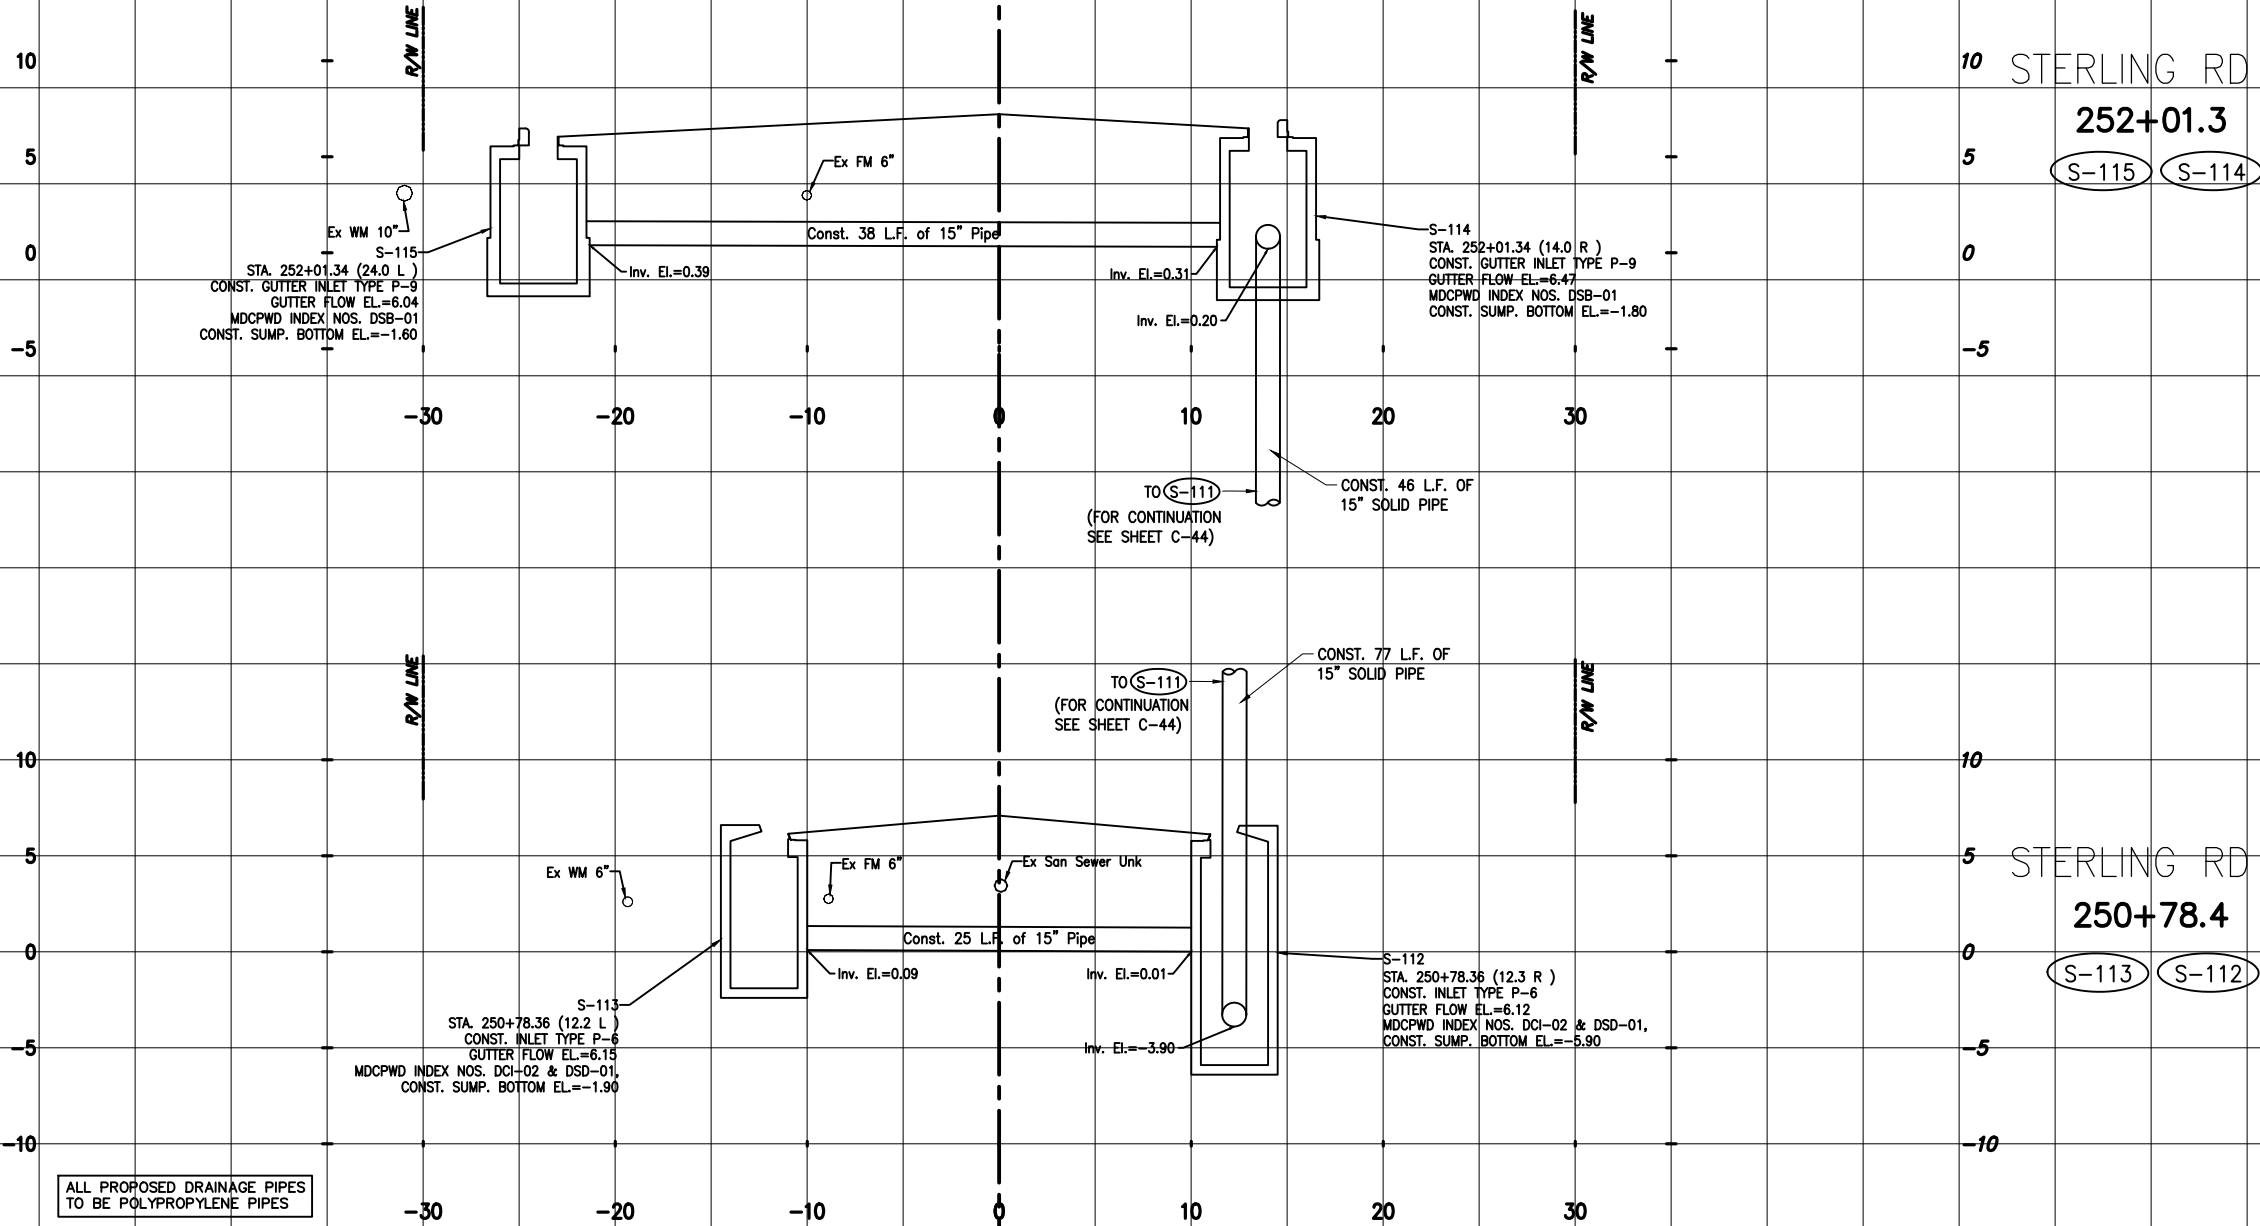 R/W LINE
R/W LINE
10
10
STERLING RD
252+01.3
S-115 S-114
5
5
Ex FM 6"
Ex WM 10"
Const. 38 L.F. of 15" Pipe
0
0
S-115
STA. 252+01.34 (24.0 L )
CONST. GUTTER INLET TYPE P-9
GUTTER FLOW EL.=6.04
MDCPWD INDEX NOS. DSB-01
CONST. SUMP. BOTTOM EL.=-1.60
Inv. El.=0.39
Inv. El.=0.31
Inv. El.=0.20
S-114
STA. 252+01.34 (14.0 R )
CONST. GUTTER INLET TYPE P-9
GUTTER FLOW EL.=6.47
MDCPWD INDEX NOS. DSB-01
CONST. SUMP. BOTTOM EL.=-1.80
-5
-5
-30 -20 -10 0 10 20 30
TO S-111
(FOR CONTINUATION
SEE SHEET C-44)
CONST. 46 L.F. OF
15" SOLID PIPE
R/W LINE
R/W LINE
TO S-111
(FOR CONTINUATION
SEE SHEET C-44)
CONST. 77 L.F. OF
15" SOLID PIPE
10
10
5
5
STERLING RD
250+78.4
S-113 S-112
Ex WM 6"
Ex FM 6"
Ex San Sewer Unk
Const. 25 L.F. of 15" Pipe
0
0
Inv. El.=0.09
Inv. El.=0.01
Inv. El.=-3.90
S-113
STA. 250+78.36 (12.2 L )
CONST. INLET TYPE P-6
GUTTER FLOW EL.=6.15
MDCPWD INDEX NOS. DCI-02 & DSD-01,
CONST. SUMP. BOTTOM EL.=-1.90
S-112
STA. 250+78.36 (12.3 R )
CONST. INLET TYPE P-6
GUTTER FLOW EL.=6.12
MDCPWD INDEX NOS. DCI-02 & DSD-01,
CONST. SUMP. BOTTOM EL.=-5.90
-5
-5
-10
-10
ALL PROPOSED DRAINAGE PIPES
TO BE POLYPROPYLENE PIPES
-30 -20 -10 0 10 20 30